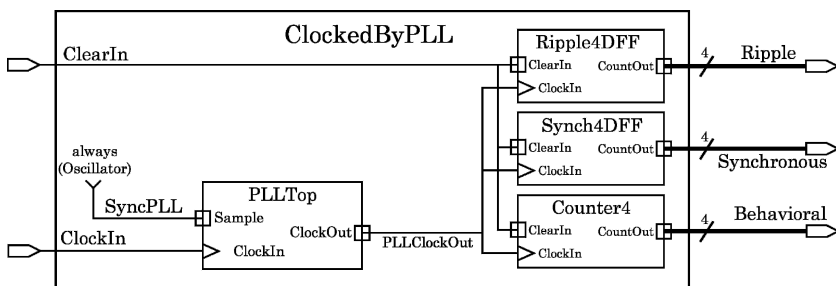 ClockedByPLL
ClearIn
Ripple4DFF
ClearIn
CountOut
ClockIn
4
Ripple
Synch4DFF
ClearIn
CountOut
ClockIn
4
Synchronous
always
(Oscillator)
SyncPLL
PLLTop
Sample
ClockOut
ClockIn
ClockIn
PLLClockOut
Counter4
ClearIn
CountOut
ClockIn
4
Behavioral